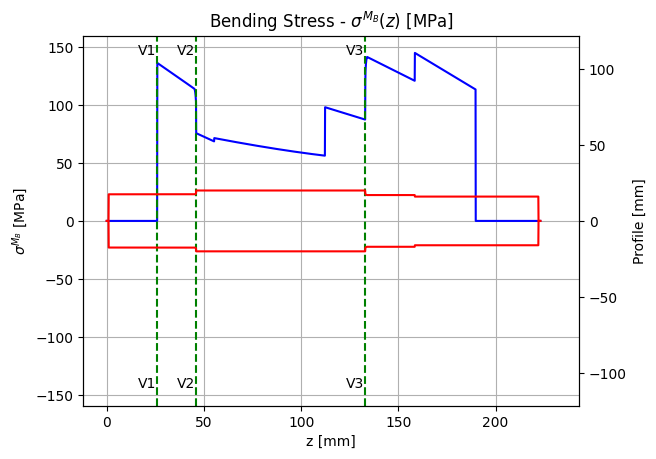 Bending Stress - σ^{M_B}(z) [MPa]
V1 V2 V3
150
100
50
0
−50
−100
−150
σ^{M_B} [MPa]
100
50
0
−50
−100
Profile [mm]
V1 V2 V3
0 50 100 150 200
z [mm]